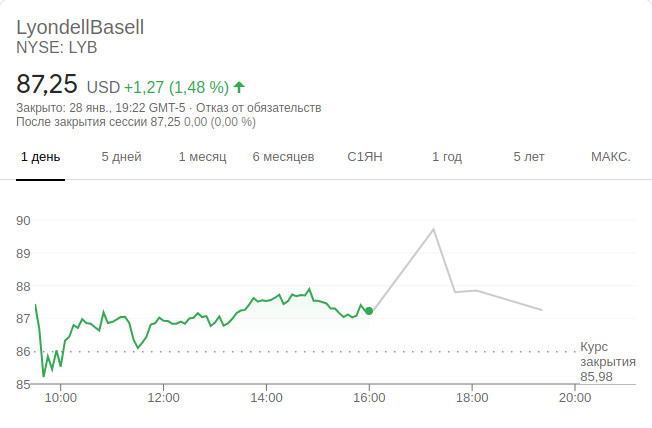 LyondellBasell
NYSE: LYB
87,25 USD +1,27 (1,48 %)
Закрыто: 28 янв., 19:22 GMT-5 · Отказ от обязательств
После закрытия сессии 87,25 0,00 (0,00 %)
1 день 5 дней 1 месяц 6 месяцев С1ЯН 1 год 5 лет МАКС.
90
89
88
87
86
85
Курс
закрытия
85,98
10:00 12:00 14:00 16:00 18:00 20:00